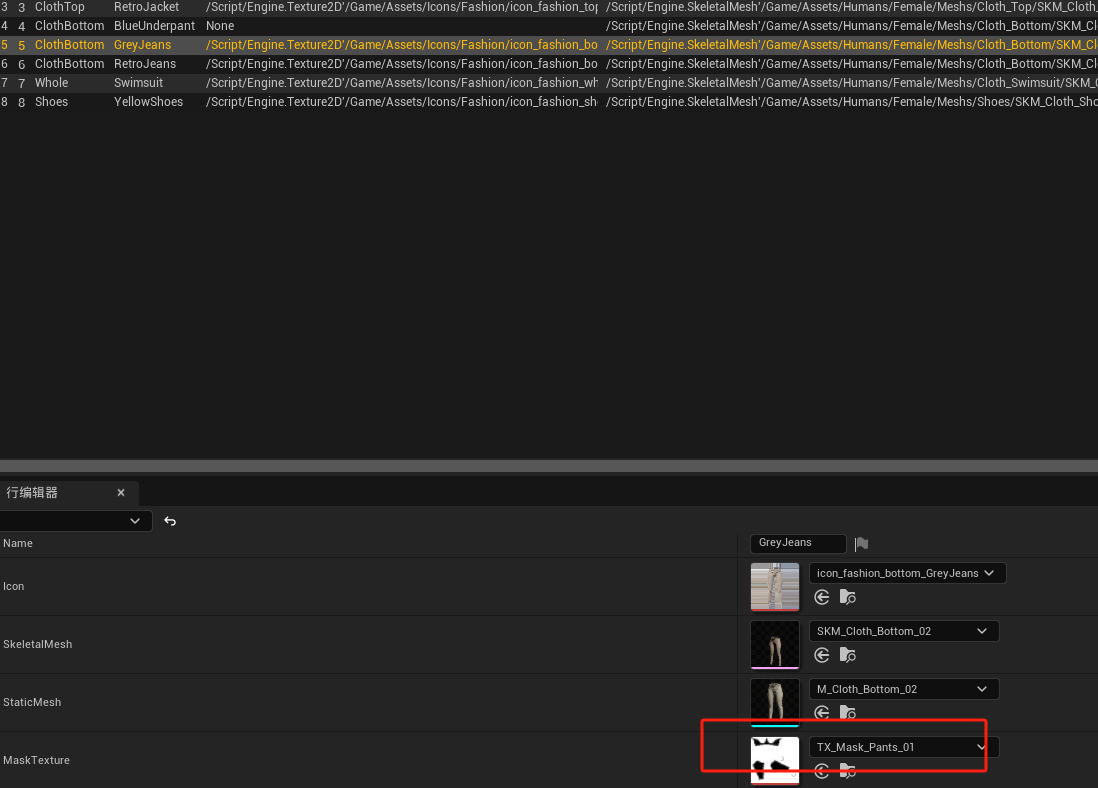 3 3 ClothTop RetroJacket /Script/Engine.Texture2D'/Game/Assets/Icons/Fashion/icon_fashion_top /Script/Engine.SkeletalMesh'/Game/Assets/Humans/Female/Meshs/Cloth_Top/SKM_Cloth_
4 4 ClothBottom BlueUnderpant None /Script/Engine.SkeletalMesh'/Game/Assets/Humans/Female/Meshs/Cloth_Bottom/SKM_Cl
5 5 ClothBottom GreyJeans /Script/Engine.Texture2D'/Game/Assets/Icons/Fashion/icon_fashion_bo /Script/Engine.SkeletalMesh'/Game/Assets/Humans/Female/Meshs/Cloth_Bottom/SKM_Cl
6 6 ClothBottom RetroJeans /Script/Engine.Texture2D'/Game/Assets/Icons/Fashion/icon_fashion_bo /Script/Engine.SkeletalMesh'/Game/Assets/Humans/Female/Meshs/Cloth_Bottom/SKM_Cl
7 7 Whole Swimsuit /Script/Engine.Texture2D'/Game/Assets/Icons/Fashion/icon_fashion_wh /Script/Engine.SkeletalMesh'/Game/Assets/Humans/Female/Meshs/Cloth_Swimsuit/SKM_C
8 8 Shoes YellowShoes /Script/Engine.Texture2D'/Game/Assets/Icons/Fashion/icon_fashion_sh /Script/Engine.SkeletalMesh'/Game/Assets/Humans/Female/Meshs/Shoes/SKM_Cloth_Sho
行编辑器
Name GreyJeans
Icon icon_fashion_bottom_GreyJeans
SkeletalMesh SKM_Cloth_Bottom_02
StaticMesh M_Cloth_Bottom_02
MaskTexture TX_Mask_Pants_01